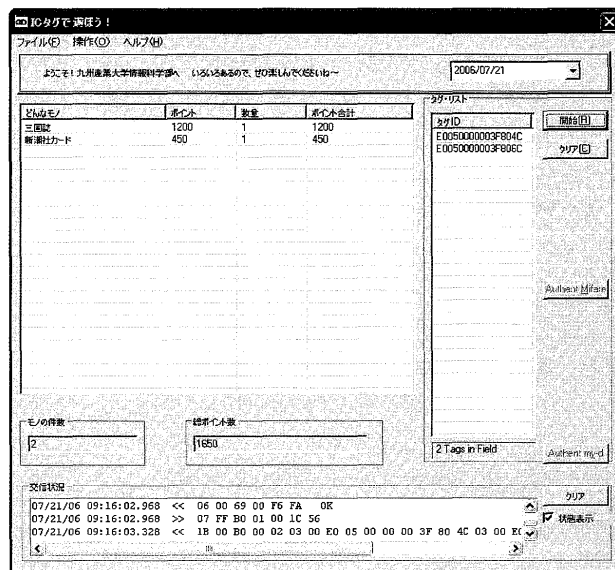 ICタグで遊ぼう！
ファイル(F) 操作(O) ヘルプ(H)
ようこそ！九州産業大学情報科学部へ いろいろあるので、ぜひ楽しんでくださいね～
2006/07/21
どんなモノ ポイント 数量 ポイント合計
三国誌 1200 1 1200
新潮社カード 450 1 450
タグ・リスト
タグID
E0050000003F804C
E0050000003F806C
開始(R)
クリア(C)
Authent Mifare
モノの件数
2
総ポイント数
1650
2 Tags in Field
Authent my-d
交信状況
07/21/06 09:16:02.968 << 06 00 69 00 F6 FA OK
07/21/06 09:16:02.968 >> 07 FF B0 01 00 1C 56
07/21/06 09:16:03.328 << 1B 00 B0 00 02 03 00 E0 05 00 00 00 3F 80 4C 03 00 E0
クリア
状態表示